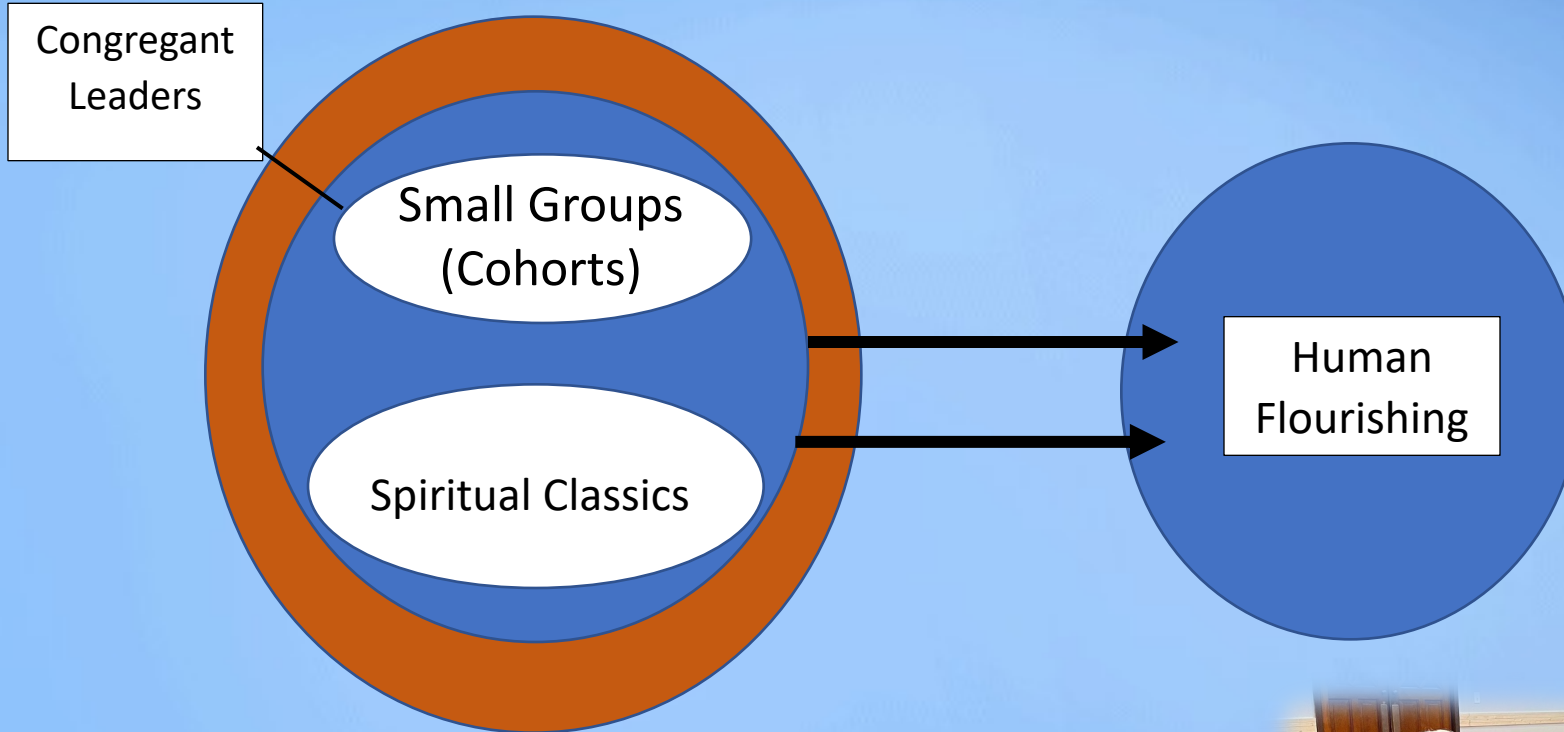 Congregant
Leaders
Small Groups
(Cohorts)
Spiritual Classics
Human
Flourishing